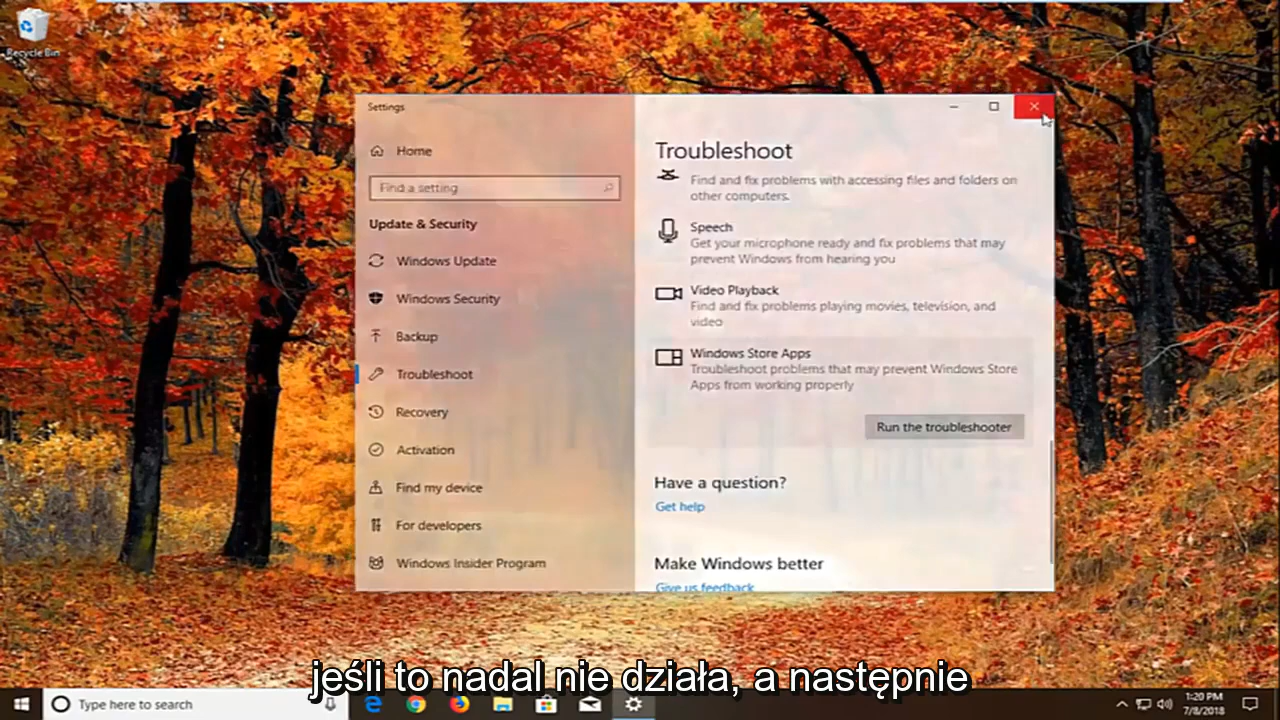 Recycle Bin
Settings
Home
Find a setting
Update & Security
Windows Update
Windows Security
Backup
Troubleshoot
Recovery
Activation
Find my device
For developers
Windows Insider Program
Troubleshoot
Find and fix problems with accessing files and folders on
other computers.
Speech
Get your microphone ready and fix problems that may
prevent Windows from hearing you
Video Playback
Find and fix problems playing movies, television, and
video
Windows Store Apps
Troubleshoot problems that may prevent Windows Store
Apps from working properly
Run the troubleshooter
Have a question?
Get help
Make Windows better
Give us feedback
jeśli to nadal nie działa, a następnie
Type here to search
1:20 PM
7/8/2018